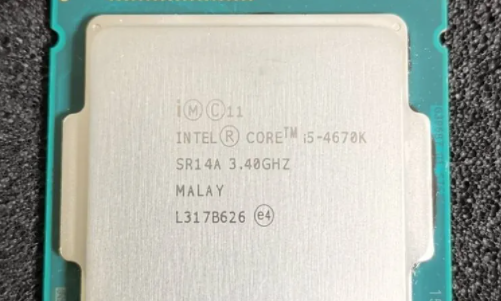 i Ⓜ Ⓒ 11
INTEL® CORE™ i5-4670K
SR14A 3.40GHZ
MALAY
L317B626 e4